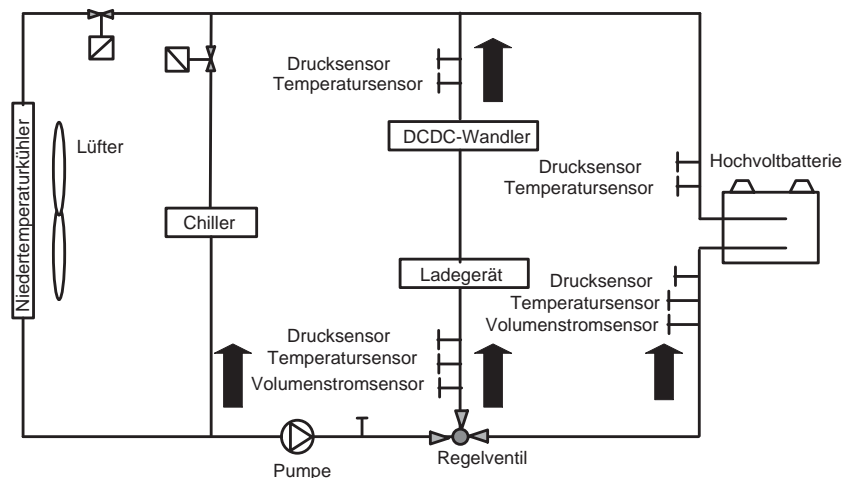 Drucksensor
Temperatursensor
Niedertemperaturkühler
Lüfter
DCDC-Wandler
Drucksensor
Temperatursensor
Hochvoltbatterie
Chiller
Ladegerät
Drucksensor
Temperatursensor
Volumenstromsensor
Drucksensor
Temperatursensor
Volumenstromsensor
Pumpe
Regelventil